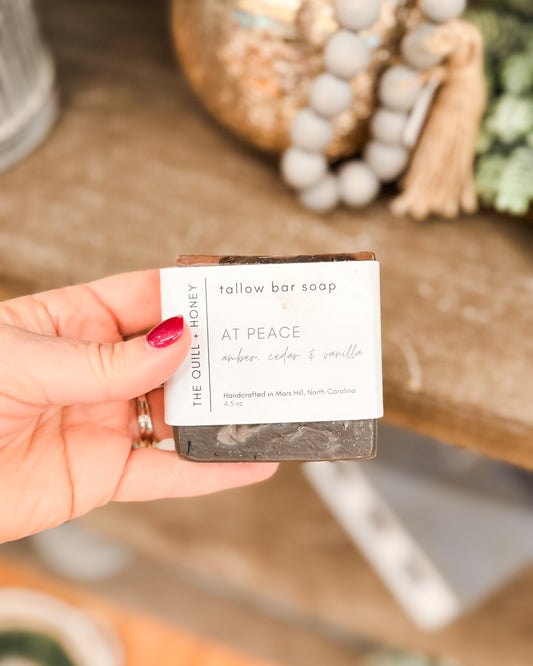 THE QUILL + HONEY
tallow bar soap
AT PEACE
amber, cedar & vanilla
Handcrafted in Mars Hill, North Carolina
4.5 oz